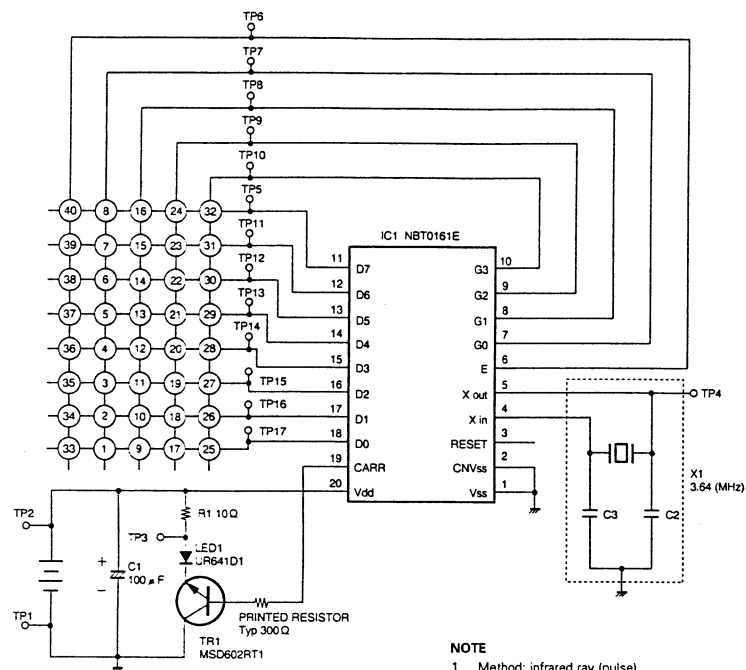 TP6
TP7
TP8
TP9
TP10
TP5
TP11
TP12
TP13
TP14
TP15
TP16
TP17
40 8 16 24 32
39 7 15 23 31
38 6 14 22 30
37 5 13 21 29
36 4 12 20 28
35 3 11 19 27
34 2 10 18 26
33 1 9 17 25
IC1 NBT0161E
11 D7
12 D6
13 D5
14 D4
15 D3
16 D2
17 D1
18 D0
19 CARR
20 Vdd
G3 10
G2 9
G1 8
G0 7
E 6
X out 5
X in 4
RESET 3
CNVss 2
Vss 1
TP4
X1
3.64 (MHz)
C3
C2
TP2
TP1
+
C1
100 μF
−
R1 10Ω
TP3
LED1
UR641D1
PRINTED RESISTOR
Typ 300Ω
TR1
MSD602RT1
NOTE
1 Method: infrared ray (pulse)